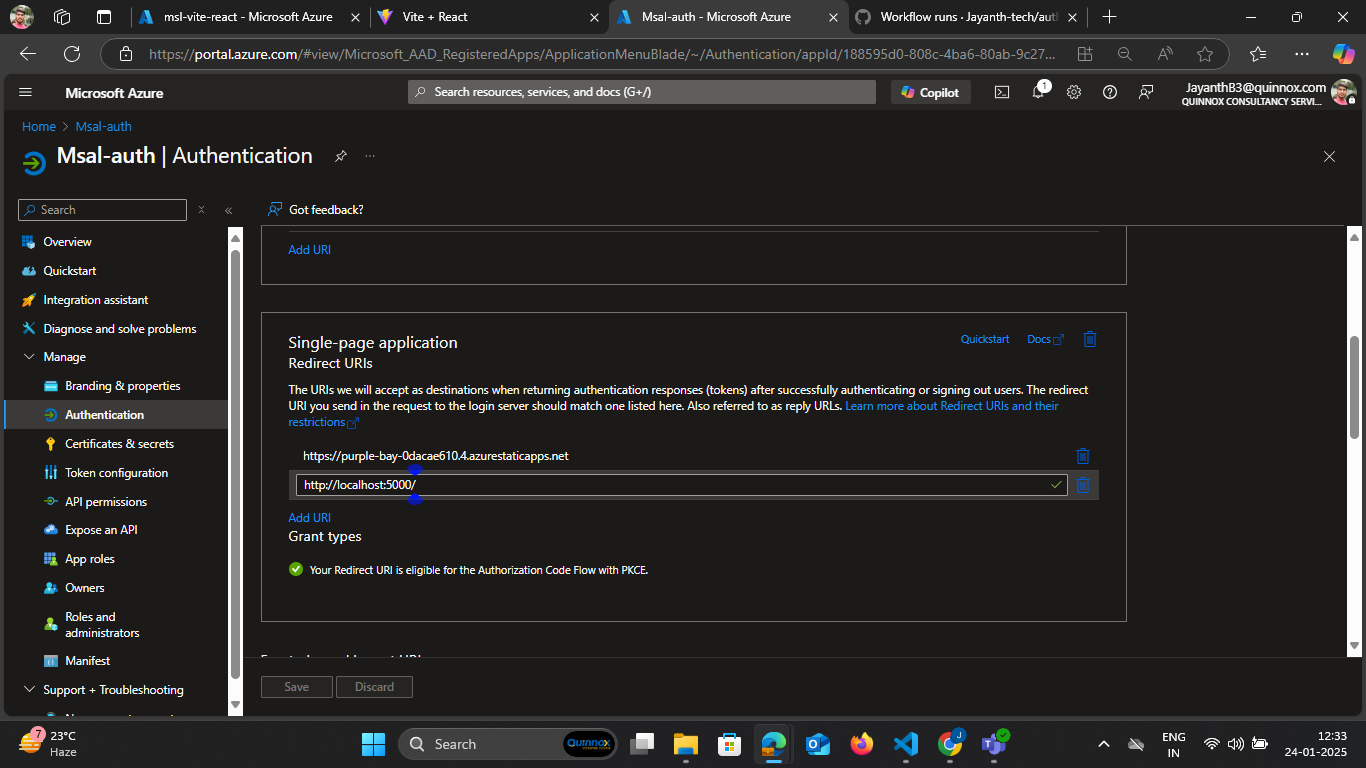 msl-vite-react - Microsoft Azure
Vite + React
Msal-auth - Microsoft Azure
Workflow runs · Jayanth-tech/aut
https://portal.azure.com/#view/Microsoft_AAD_RegisteredApps/ApplicationMenuBlade/~/Authentication/appId/188595d0-808c-4ba6-80ab-9c27...
Microsoft Azure
Search resources, services, and docs (G+/)
Copilot
1
JayanthB3@quinnox.com
QUINNOX CONSULTANCY SERVI...
Home > Msal-auth
Msal-auth | Authentication
Search
Got feedback?
Overview
Quickstart
Integration assistant
Diagnose and solve problems
Manage
Branding & properties
Authentication
Certificates & secrets
Token configuration
API permissions
Expose an API
App roles
Owners
Roles and
administrators
Manifest
Support + Troubleshooting
Add URI
Single-page application
Quickstart
Docs
Redirect URIs
The URIs we will accept as destinations when returning authentication responses (tokens) after successfully authenticating or signing out users. The redirect
URI you send in the request to the login server should match one listed here. Also referred to as reply URLs. Learn more about Redirect URIs and their
restrictions
https://purple-bay-0dacae610.4.azurestaticapps.net
http://localhost:5000/
Add URI
Grant types
Your Redirect URI is eligible for the Authorization Code Flow with PKCE.
Save
Discard
7
23°C
Haze
Search
Quinnox
J
ENG
IN
12:33
24-01-2025